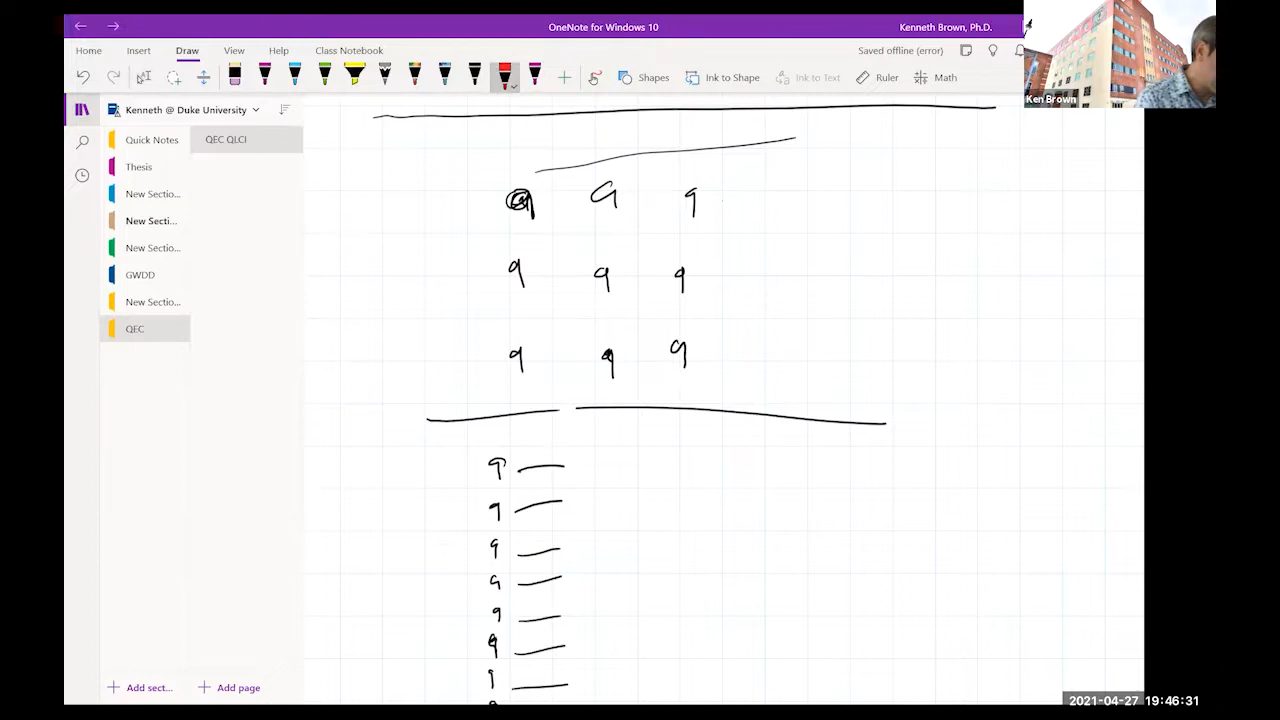 OneNote for Windows 10
Kenneth Brown, Ph.D.
Home Insert Draw View Help Class Notebook
Saved offline (error)
Shapes Ink to Shape Ink to Text Ruler Math
Kenneth @ Duke University
Quick Notes
Thesis
New Sectio...
New Secti...
New Sectio...
GWDD
New Sectio...
QEC
QEC QLCI
Ken Brown
q q q
q q q
q q q
q
q
q
q
q
q
q
Add sect...
Add page
2021-04-27 19:46:31